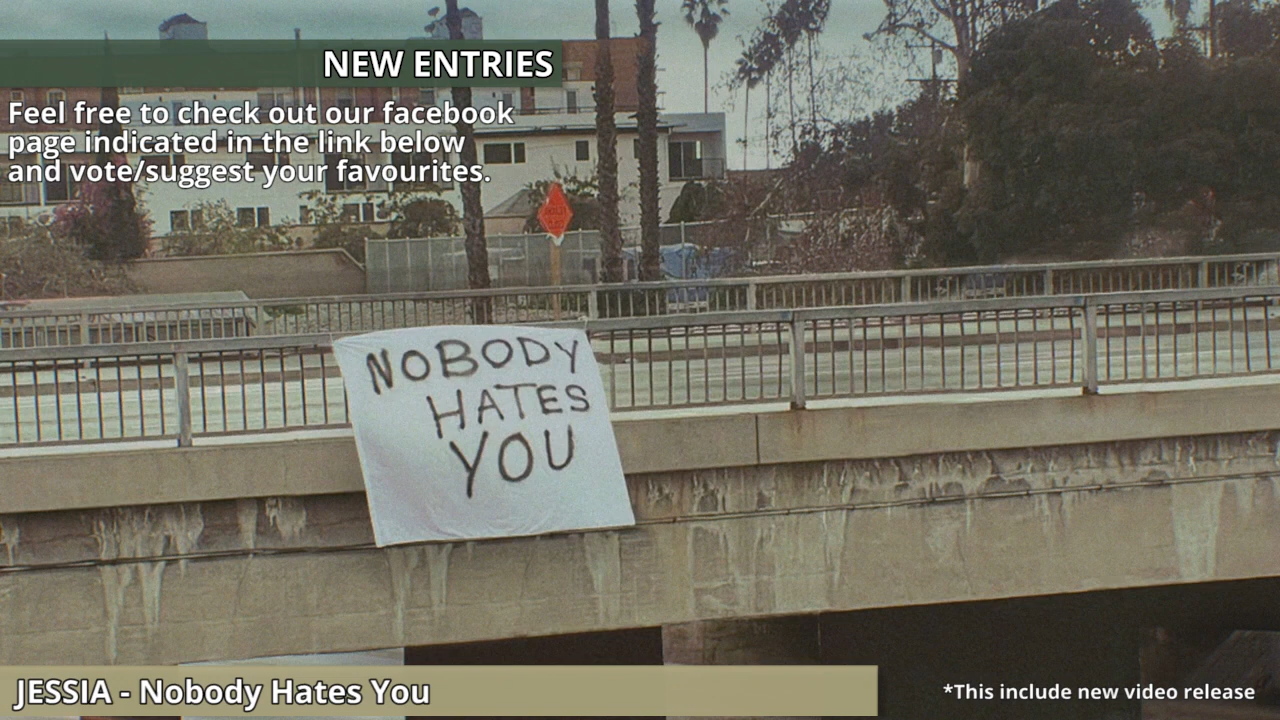 NEW ENTRIES
Feel free to check out our facebook
page indicated in the link below
and vote/suggest your favourites.
NOBODY
HATES
YOU
JESSIA - Nobody Hates You
*This include new video release